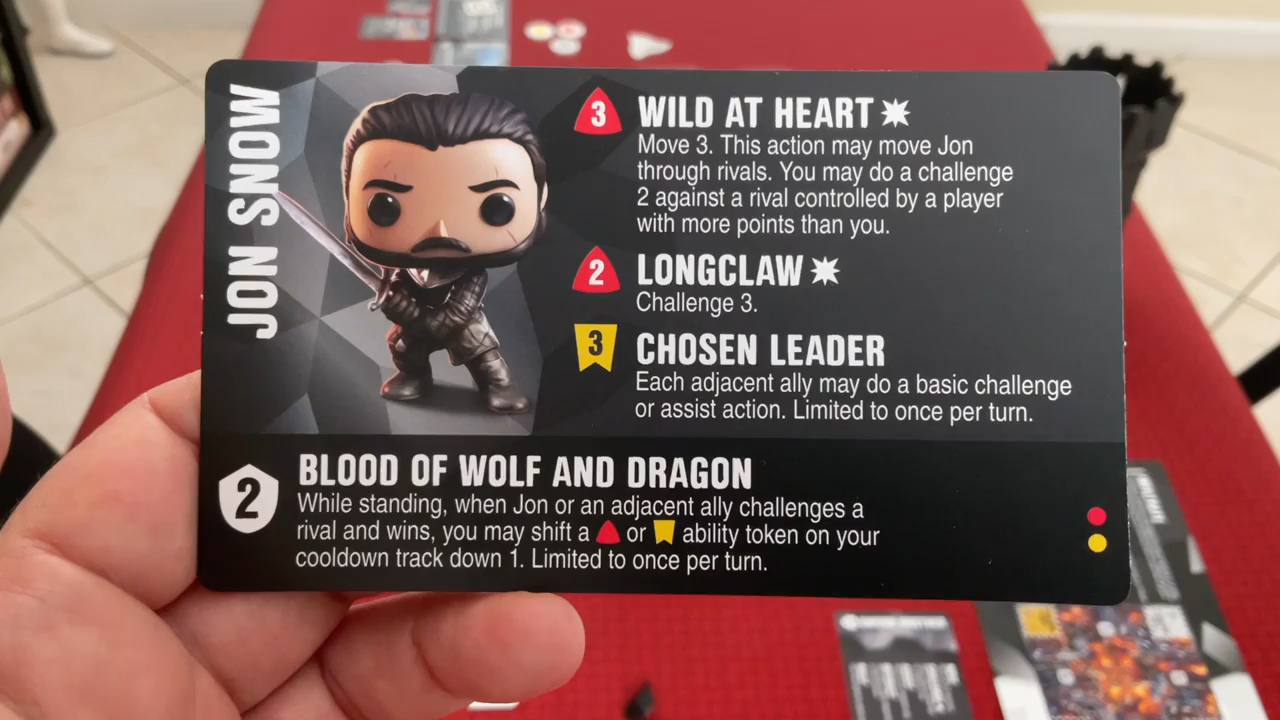 JON SNOW
3 WILD AT HEART
Move 3. This action may move Jon
through rivals. You may do a challenge
2 against a rival controlled by a player
with more points than you.
2 LONGCLAW
Challenge 3.
3 CHOSEN LEADER
Each adjacent ally may do a basic challenge
or assist action. Limited to once per turn.
2 BLOOD OF WOLF AND DRAGON
While standing, when Jon or an adjacent ally challenges a
rival and wins, you may shift a or ability token on your
cooldown track down 1. Limited to once per turn.